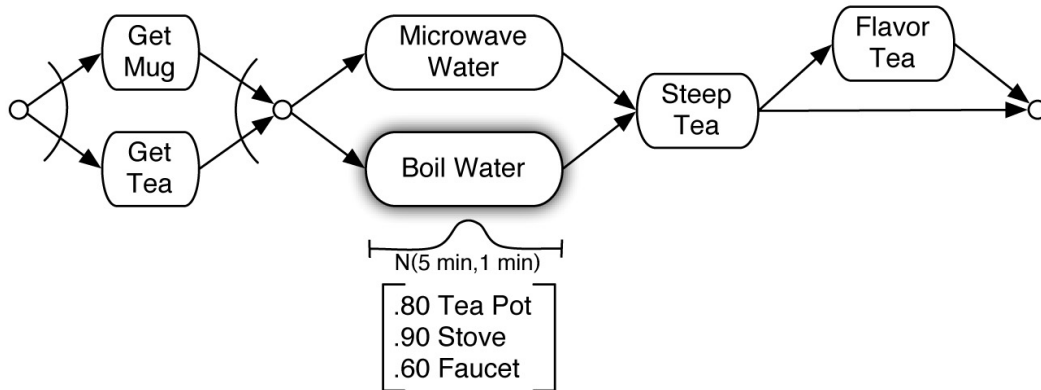 Get
Mug
Get
Tea
Microwave
Water
Boil Water
N(5 min,1 min)
.80 Tea Pot
.90 Stove
.60 Faucet
Steep
Tea
Flavor
Tea